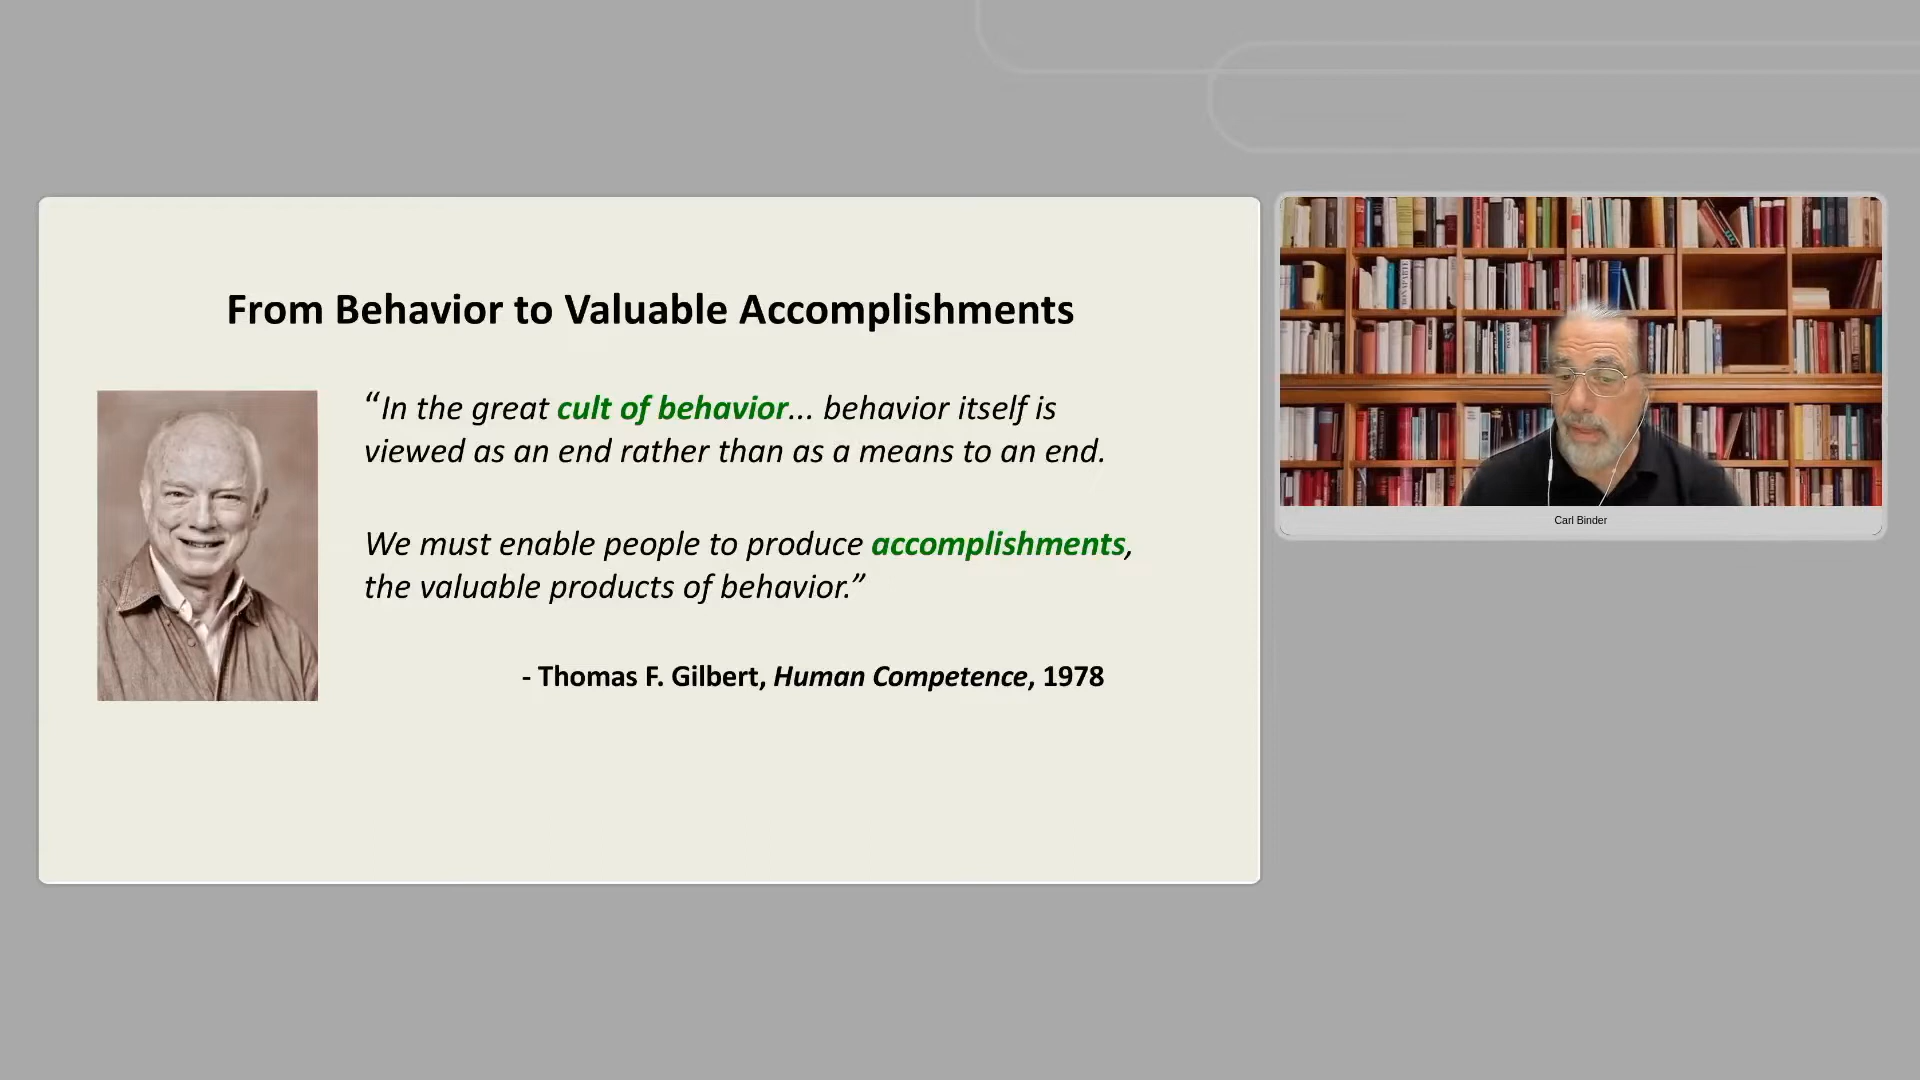 From Behavior to Valuable Accomplishments
“In the great cult of behavior... behavior itself is
viewed as an end rather than as a means to an end.
We must enable people to produce accomplishments,
the valuable products of behavior.”
- Thomas F. Gilbert, Human Competence, 1978
Carl Binder